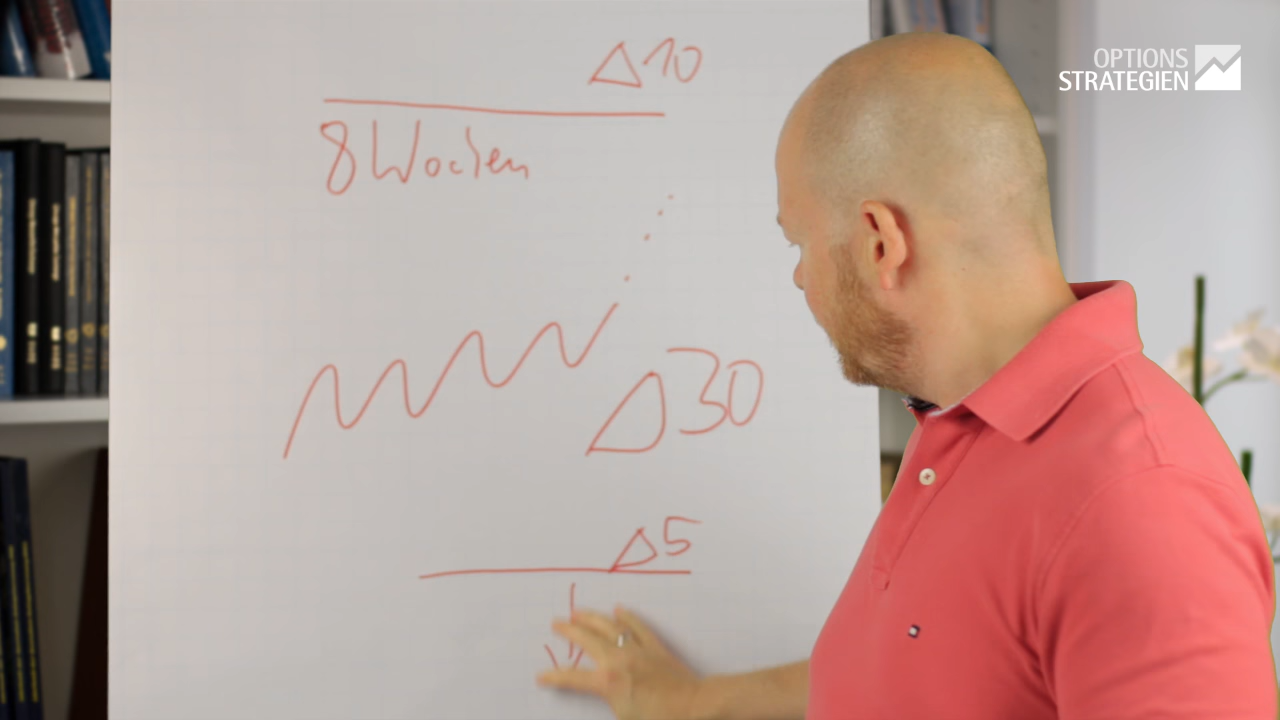 OPTIONS
STRATEGIEN
Δ10
8 Wochen
Δ30
Δ5